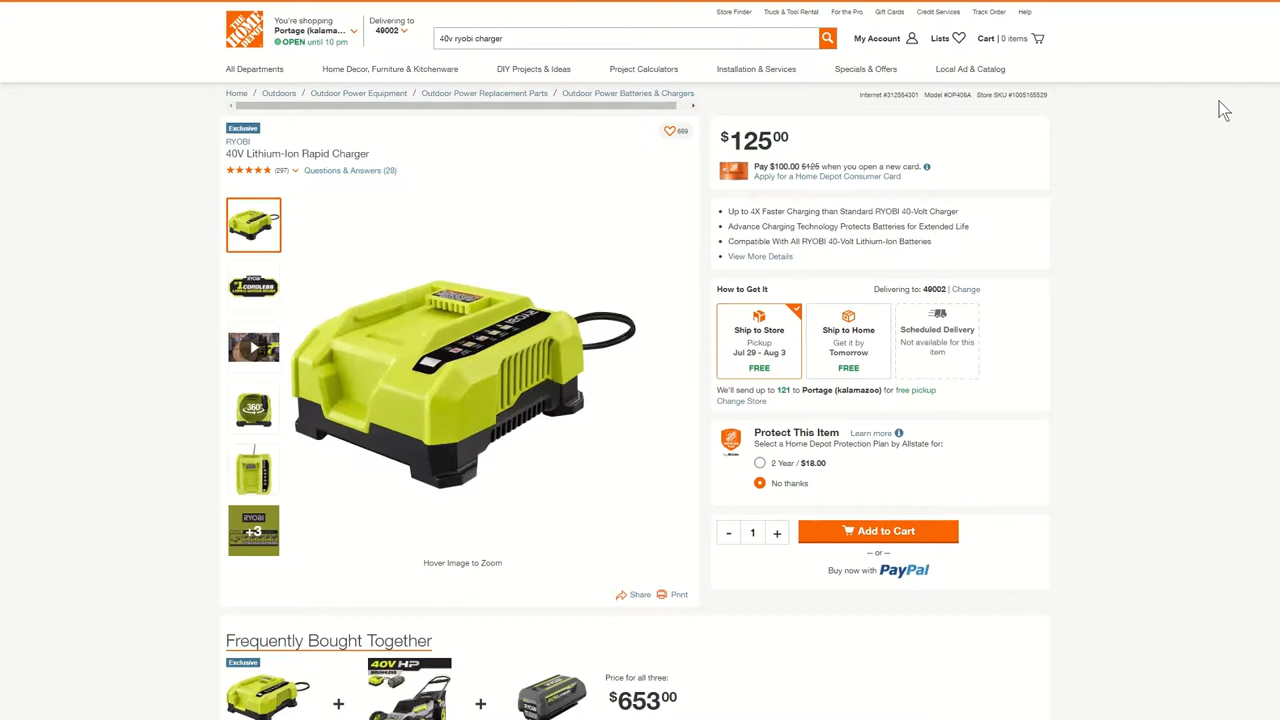 Store Finder
Truck & Tool Rental
For the Pro
Gift Cards
Credit Services
Track Order
Help
THE HOME DEPOT
You're shopping
Portage (kalama...
OPEN until 10 pm
Delivering to
49002
40v ryobi charger
My Account
Lists
Cart | 0 items
All Departments
Home Decor, Furniture & Kitchenware
DIY Projects & Ideas
Project Calculators
Installation & Services
Specials & Offers
Local Ad & Catalog
Home / Outdoors / Outdoor Power Equipment / Outdoor Power Replacement Parts / Outdoor Power Batteries & Chargers
Internet #312564301 Model #OP406A Store SKU #1005165529
Exclusive
669
RYOBI
40V Lithium-Ion Rapid Charger
(297)
Questions & Answers (28)
#1 CORDLESS
360°
RYOBI
+3
RYOBI
Hover Image to Zoom
Share
Print
$125 00
Pay $100.00 $125 when you open a new card.
Apply for a Home Depot Consumer Card
Up to 4X Faster Charging than Standard RYOBI 40-Volt Charger
Advance Charging Technology Protects Batteries for Extended Life
Compatible With All RYOBI 40-Volt Lithium-Ion Batteries
View More Details
How to Get It
Delivering to: 49002 | Change
Ship to Store
Pickup
Jul 29 - Aug 3
FREE
Ship to Home
Get it by
Tomorrow
FREE
Scheduled Delivery
Not available for this
item
We'll send up to 121 to Portage (kalamazoo) for free pickup
Change Store
Protect This Item
Learn more
Select a Home Depot Protection Plan by Allstate for:
2 Year / $18.00
No thanks
- 1 +
Add to Cart
— or —
Buy now with PayPal
Frequently Bought Together
Exclusive
40V HP
BRUSHLESS
+
+
Price for all three:
$653 00